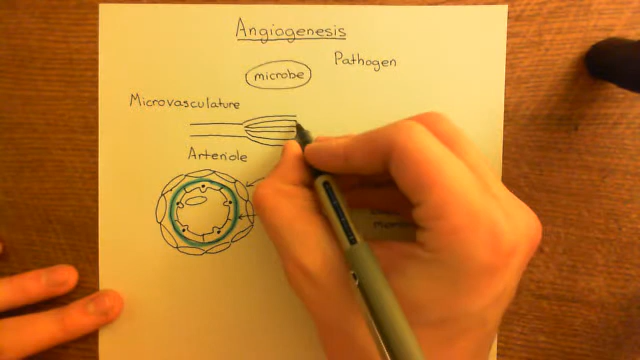 Angiogenesis
Pathogen
microbe
Microvasculature
Arteriole